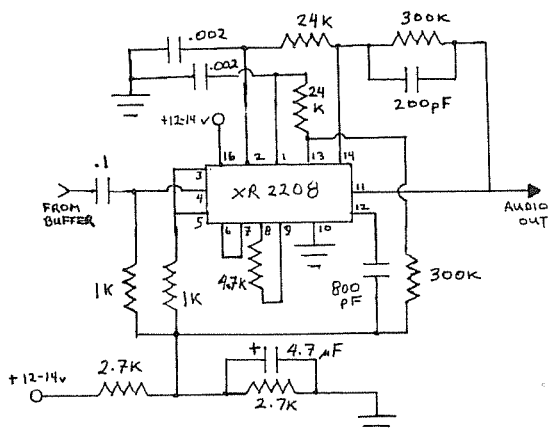 .002
24K
300K
.002
24
K
200pF
+12-14v
16
2
1
13
14
.1
3
4
5
XR 2208
11
12
FROM
BUFFER
AUDIO
OUT
6
7
8
9
10
4.7K
1K
1K
800
pF
300K
2.7K
+
4.7 µF
+12-14v
2.7K